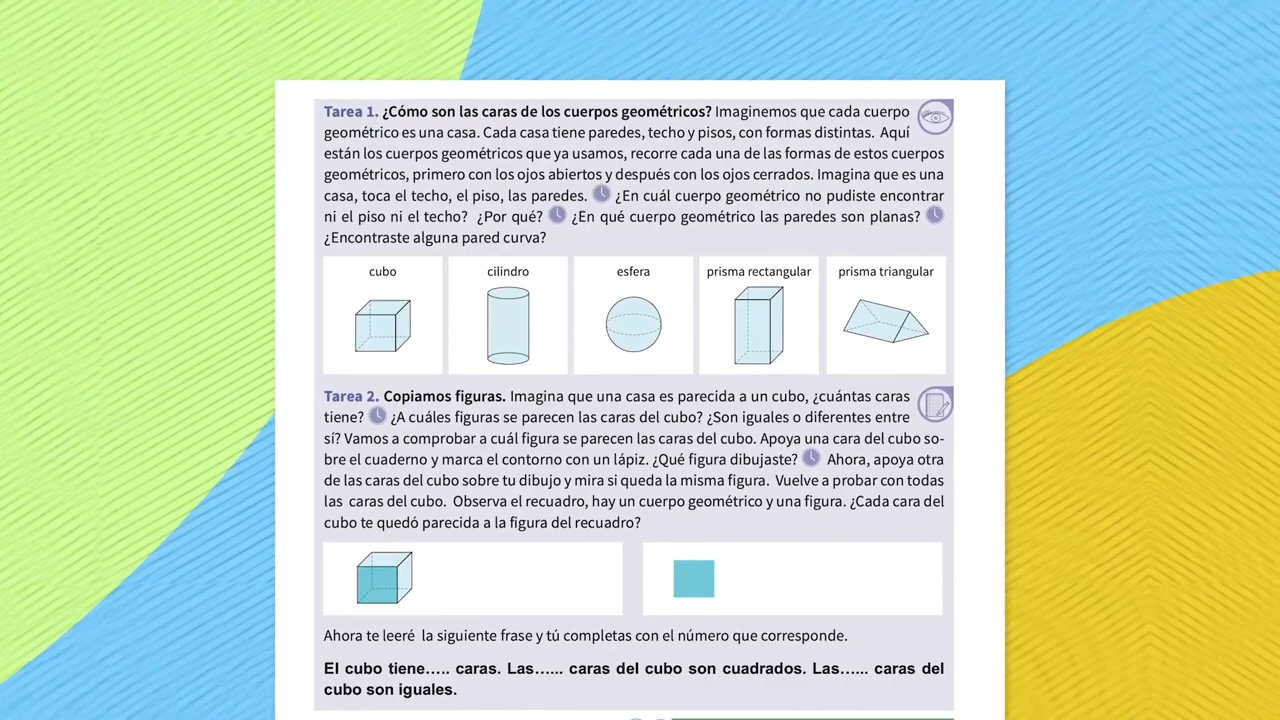 Tarea 1. ¿Cómo son las caras de los cuerpos geométricos? Imaginemos que cada cuerpo
geométrico es una casa. Cada casa tiene paredes, techo y pisos, con formas distintas. Aquí
están los cuerpos geométricos que ya usamos, recorre cada una de las formas de estos cuerpos
geométricos, primero con los ojos abiertos y después con los ojos cerrados. Imagina que es una
casa, toca el techo, el piso, las paredes. ¿En cuál cuerpo geométrico no pudiste encontrar
ni el piso ni el techo? ¿Por qué? ¿En qué cuerpo geométrico las paredes son planas?
¿Encontraste alguna pared curva?
cubo
cilindro
esfera
prisma rectangular
prisma triangular
Tarea 2. Copiamos figuras. Imagina que una casa es parecida a un cubo, ¿cuántas caras
tiene? ¿A cuáles figuras se parecen las caras del cubo? ¿Son iguales o diferentes entre
sí? Vamos a comprobar a cuál figura se parecen las caras del cubo. Apoya una cara del cubo so-
bre el cuaderno y marca el contorno con un lápiz. ¿Qué figura dibujaste? Ahora, apoya otra
de las caras del cubo sobre tu dibujo y mira si queda la misma figura. Vuelve a probar con todas
las caras del cubo. Observa el recuadro, hay un cuerpo geométrico y una figura. ¿Cada cara del
cubo te quedó parecida a la figura del recuadro?
Ahora te leeré la siguiente frase y tú completas con el número que corresponde.
El cubo tiene….. caras. Las…... caras del cubo son cuadrados. Las…... caras del
cubo son iguales.